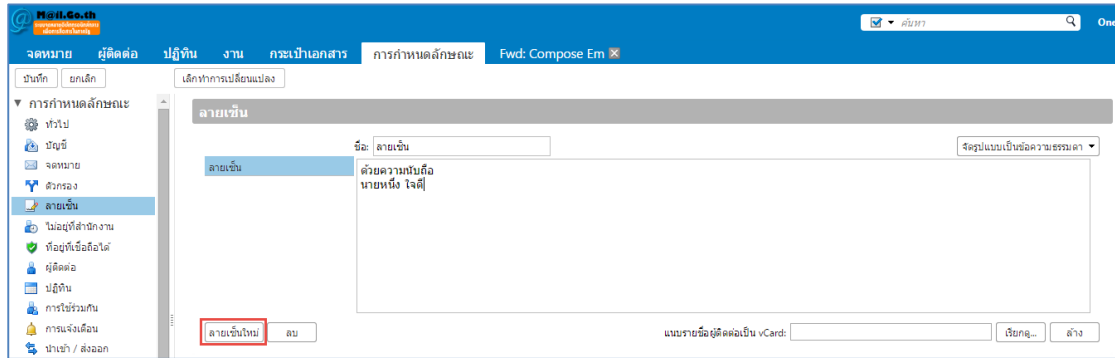 M@il.Go.th
ค้นหา
One
จดหมาย ผู้ติดต่อ ปฏิทิน งาน กระเป๋าเอกสาร การกำหนดลักษณะ Fwd: Compose Em
บันทึก ยกเลิก เลิกทำการเปลี่ยนแปลง
การกำหนดลักษณะ
ทั่วไป
บัญชี
จดหมาย
ตัวกรอง
ลายเซ็น
ไม่อยู่ที่สำนักงาน
ที่อยู่ที่เชื่อถือได้
ผู้ติดต่อ
ปฏิทิน
การใช้ร่วมกัน
การแจ้งเตือน
นำเข้า / ส่งออก
ลายเซ็น
ชื่อ: ลายเซ็น
จัดรูปแบบเป็นข้อความธรรมดา
ลายเซ็น
ด้วยความนับถือ
นายหนึ่ง ใจดี
ลายเซ็นใหม่ ลบ แนบรายชื่อผู้ติดต่อเป็น vCard: เรียกดู... ล้าง